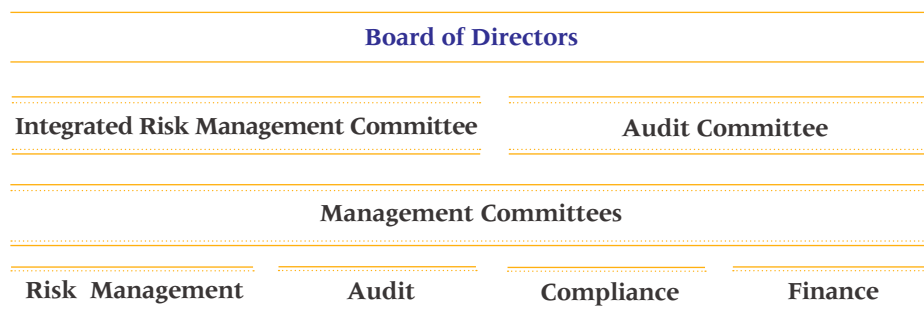 Board of Directors
Integrated Risk Management Committee
Audit Committee
Management Committees
Risk Management
Audit
Compliance
Finance